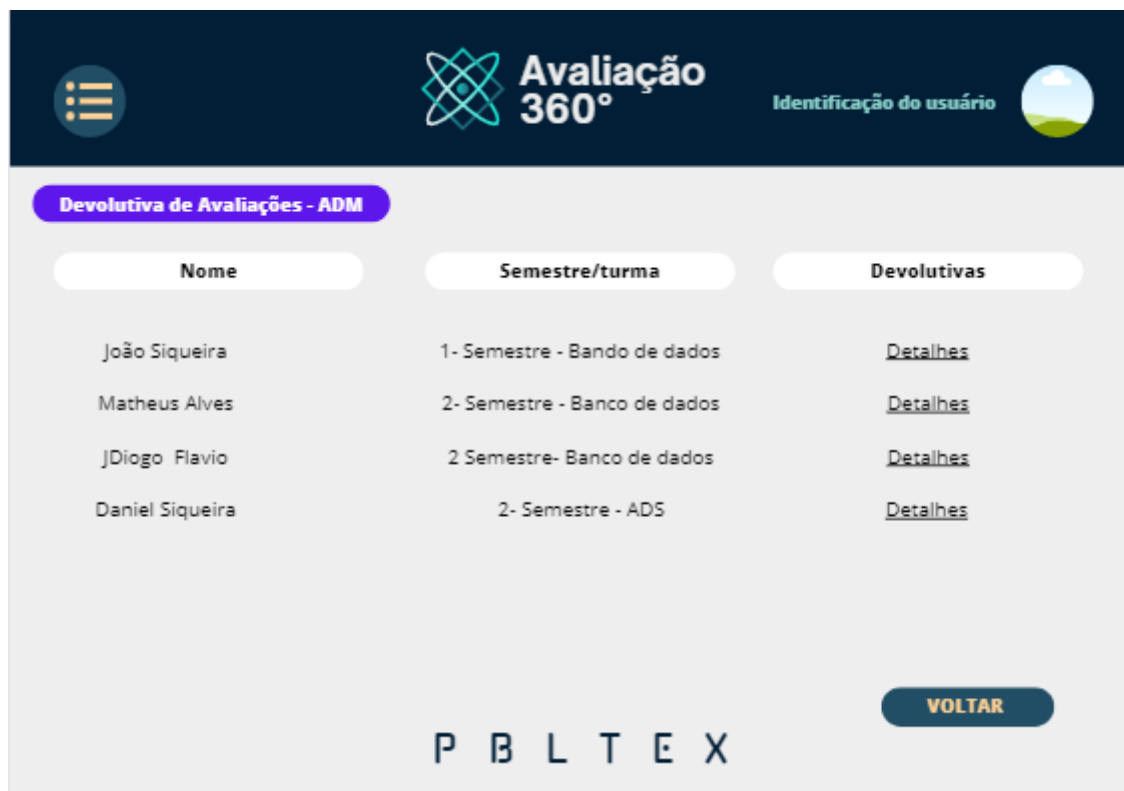 Avaliação
360°
Identificação do usuário
Devolutiva de Avaliações - ADM
Nome Semestre/turma Devolutivas
João Siqueira 1- Semestre - Bando de dados Detalhes
Matheus Alves 2- Semestre - Banco de dados Detalhes
JDiogo Flavio 2 Semestre- Banco de dados Detalhes
Daniel Siqueira 2- Semestre - ADS Detalhes
VOLTAR
PBLTEX